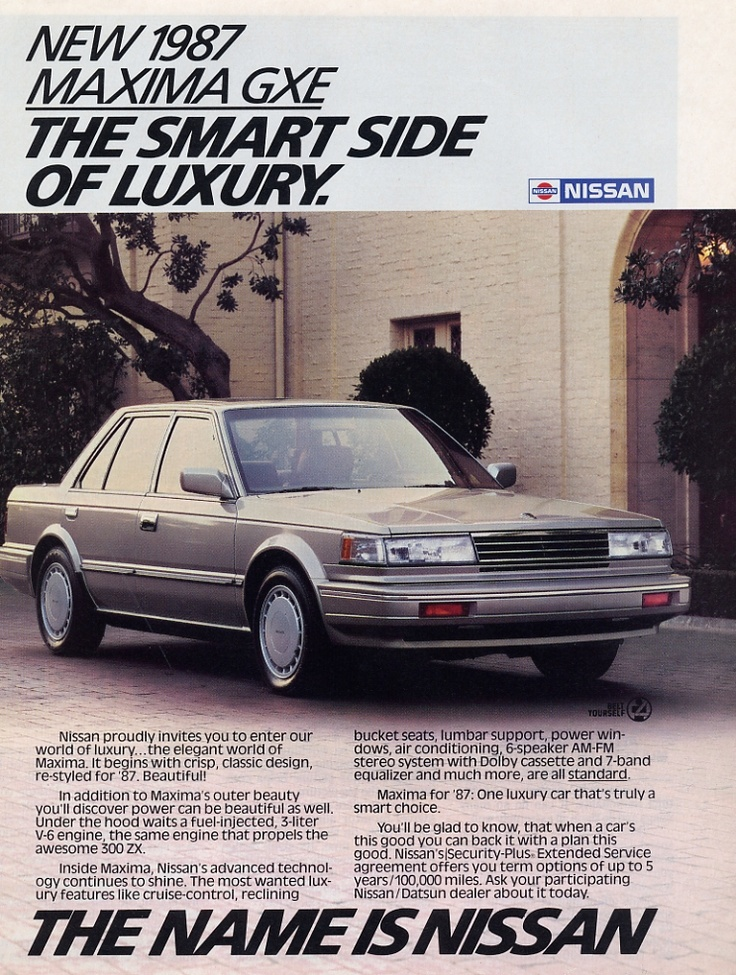 NEW 1987
MAXIMA GXE
THE SMART SIDE
OF LUXURY.
NISSAN NISSAN
BELT
YOURSELF
Nissan proudly invites you to enter our
world of luxury...the elegant world of
Maxima. It begins with crisp, classic design,
re-styled for '87. Beautiful!
In addition to Maxima's outer beauty
you'll discover power can be beautiful as well.
Under the hood waits a fuel-injected, 3-liter
V-6 engine, the same engine that propels the
awesome 300 ZX.
Inside Maxima, Nissan's advanced technol-
ogy continues to shine. The most wanted lux-
ury features like cruise-control, reclining
bucket seats, lumbar support, power win-
dows, air conditioning, 6-speaker AM-FM
stereo system with Dolby cassette and 7-band
equalizer and much more, are all standard.
Maxima for '87: One luxury car that's truly a
smart choice.
You'll be glad to know, that when a car's
this good you can back it with a plan this
good. Nissan's Security-Plus® Extended Service
agreement offers you term options of up to 5
years/100,000 miles. Ask your participating
Nissan/Datsun dealer about it today.
THE NAME IS NISSAN